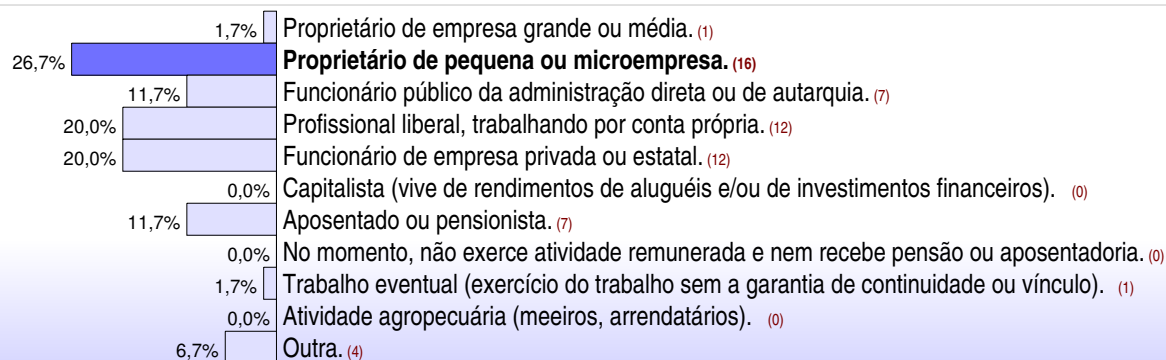 1,7% Proprietário de empresa grande ou média. (1)
26,7% Proprietário de pequena ou microempresa. (16)
11,7% Funcionário público da administração direta ou de autarquia. (7)
20,0% Profissional liberal, trabalhando por conta própria. (12)
20,0% Funcionário de empresa privada ou estatal. (12)
0,0% Capitalista (vive de rendimentos de aluguéis e/ou de investimentos financeiros). (0)
11,7% Aposentado ou pensionista. (7)
0,0% No momento, não exerce atividade remunerada e nem recebe pensão ou aposentadoria. (0)
1,7% Trabalho eventual (exercício do trabalho sem a garantia de continuidade ou vínculo). (1)
0,0% Atividade agropecuária (meeiros, arrendatários). (0)
6,7% Outra. (4)